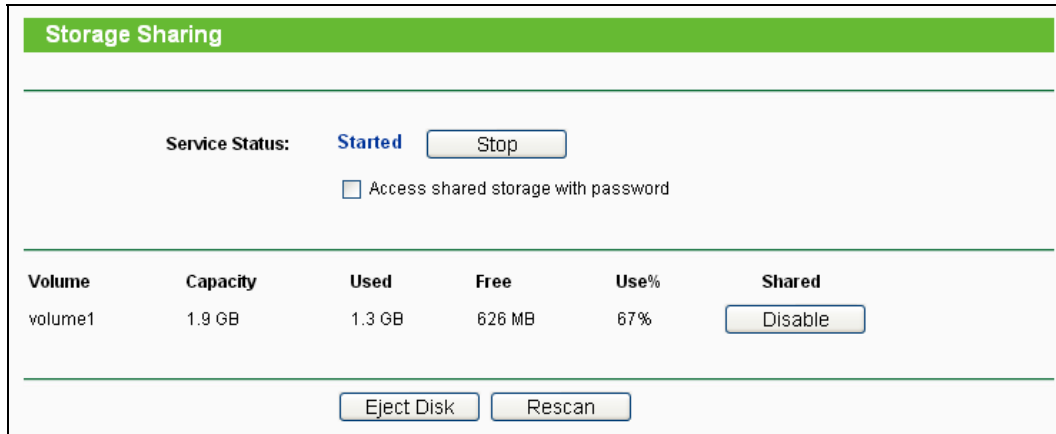 Storage Sharing
Service Status: Started Stop
Access shared storage with password
Volume Capacity Used Free Use% Shared
volume1 1.9 GB 1.3 GB 626 MB 67% Disable
Eject Disk Rescan